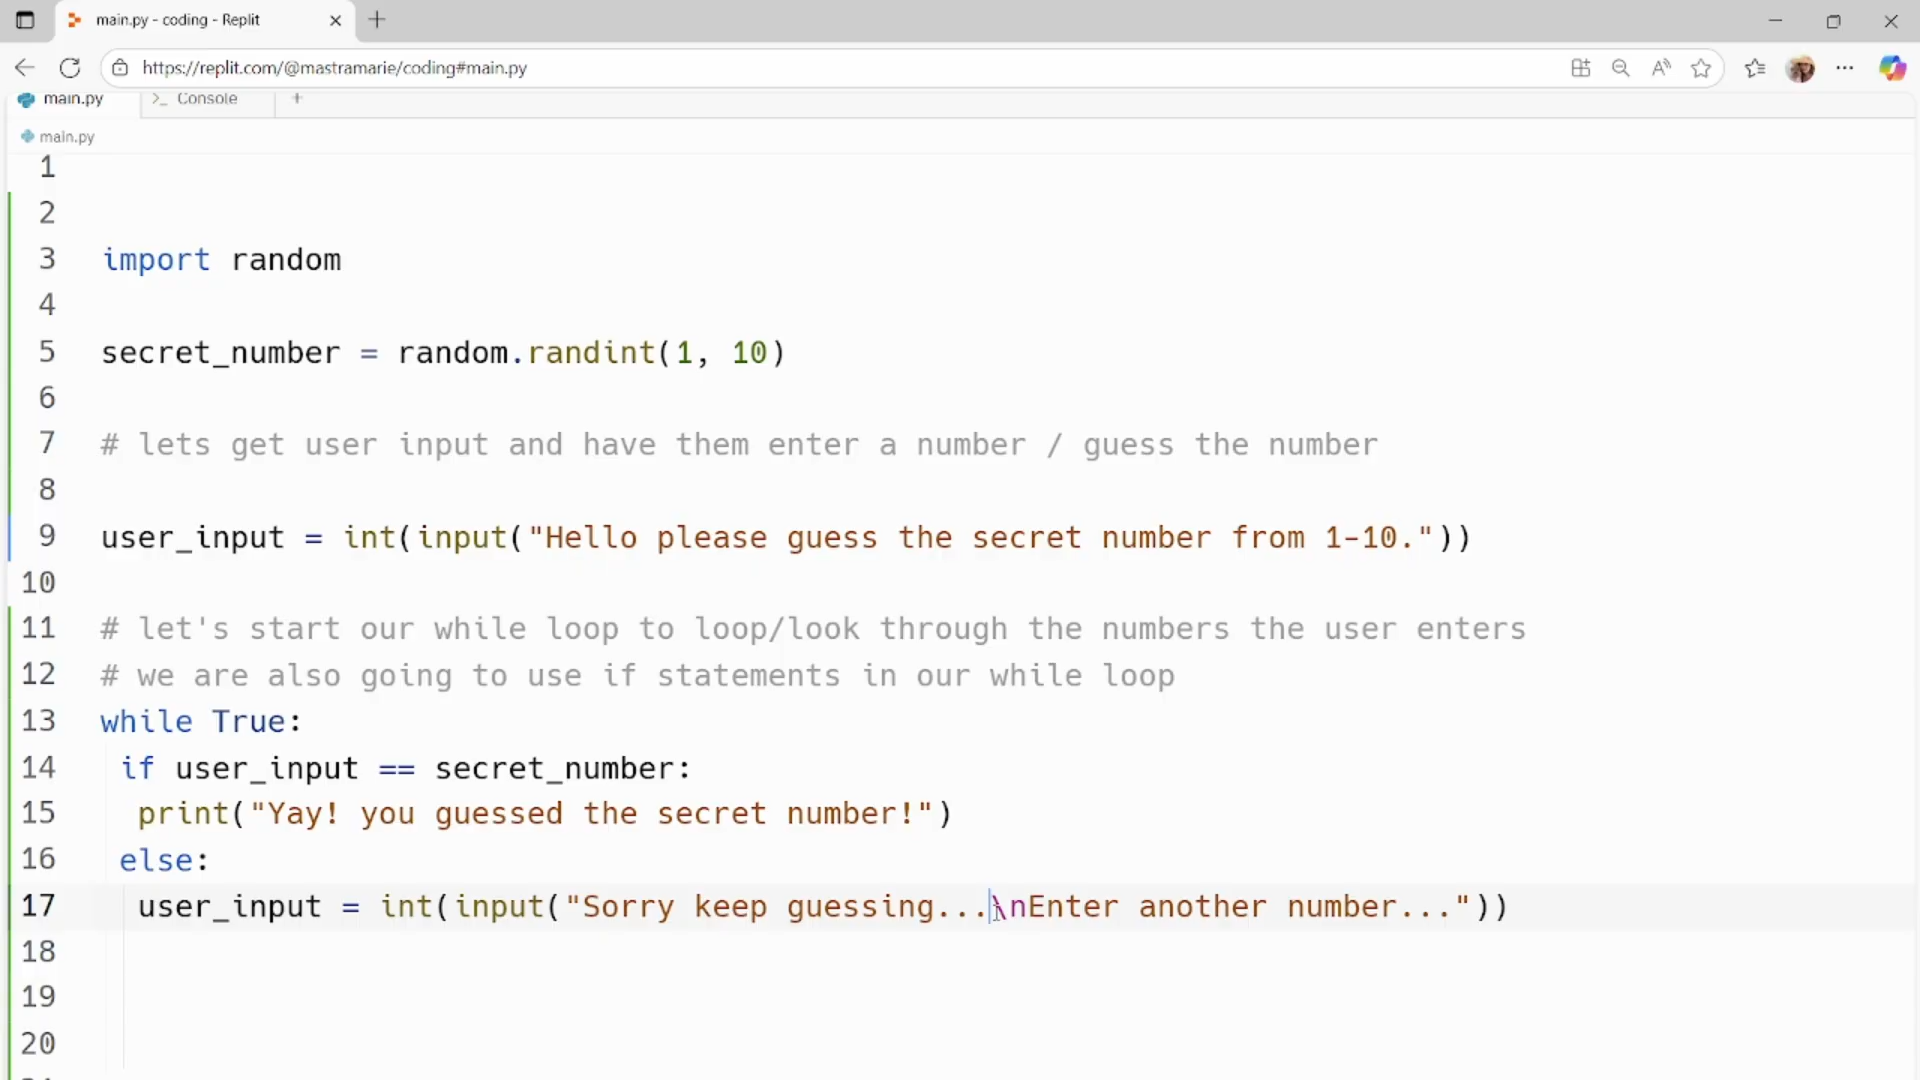 main.py - coding - Replit
https://replit.com/@mastramarie/coding#main.py
main.py >_ Console +
main.py
1
2
3 import random
4
5 secret_number = random.randint(1, 10)
6
7 # lets get user input and have them enter a number / guess the number
8
9 user_input = int(input("Hello please guess the secret number from 1-10."))
10
11 # let's start our while loop to loop/look through the numbers the user enters
12 # we are also going to use if statements in our while loop
13 while True:
14 if user_input == secret_number:
15 print("Yay! you guessed the secret number!")
16 else:
17 user_input = int(input("Sorry keep guessing...\nEnter another number..."))
18
19
20